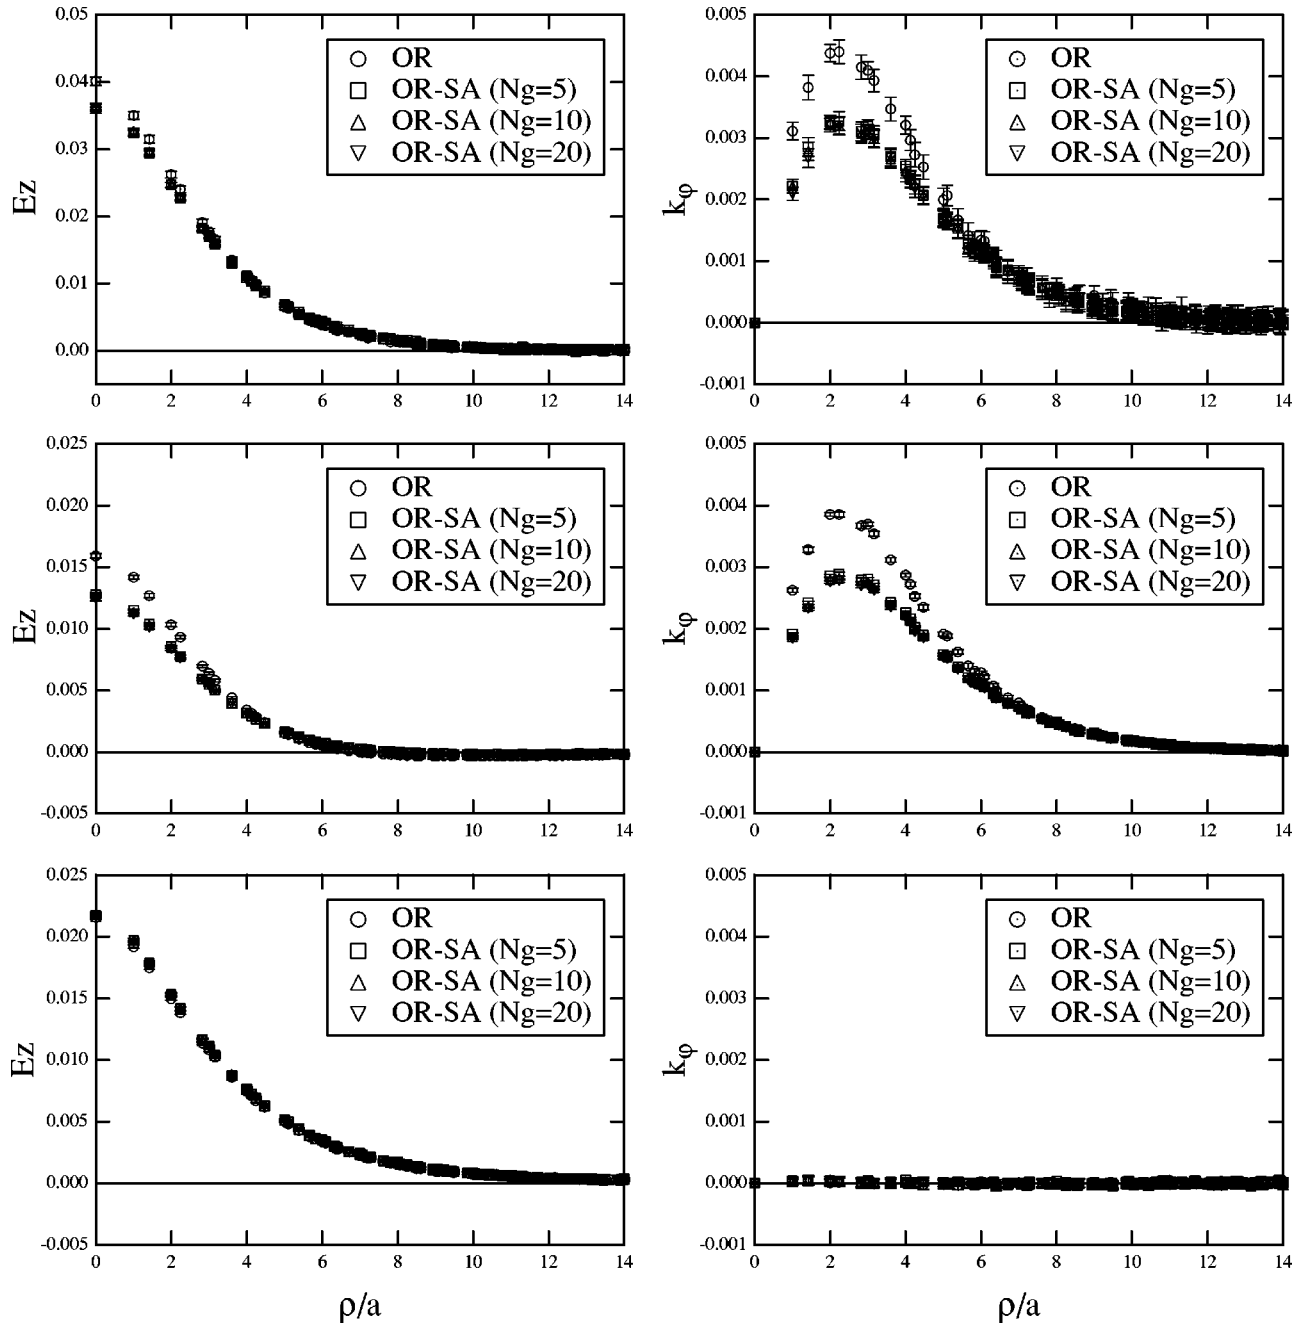 0.05
0.04
0.03
0.02
0.01
0.00
Ez
OR
OR-SA (Ng=5)
OR-SA (Ng=10)
OR-SA (Ng=20)
0 2 4 6 8 10 12 14
0.005
0.004
0.003
0.002
0.001
0.000
-0.001
kφ
OR
OR-SA (Ng=5)
OR-SA (Ng=10)
OR-SA (Ng=20)
0 2 4 6 8 10 12 14
0.025
0.020
0.015
0.010
0.005
0.000
-0.005
Ez
OR
OR-SA (Ng=5)
OR-SA (Ng=10)
OR-SA (Ng=20)
0 2 4 6 8 10 12 14
0.005
0.004
0.003
0.002
0.001
0.000
-0.001
kφ
OR
OR-SA (Ng=5)
OR-SA (Ng=10)
OR-SA (Ng=20)
0 2 4 6 8 10 12 14
0.025
0.020
0.015
0.010
0.005
0.000
-0.005
Ez
OR
OR-SA (Ng=5)
OR-SA (Ng=10)
OR-SA (Ng=20)
0 2 4 6 8 10 12 14
ρ/a
0.005
0.004
0.003
0.002
0.001
0.000
-0.001
kφ
OR
OR-SA (Ng=5)
OR-SA (Ng=10)
OR-SA (Ng=20)
0 2 4 6 8 10 12 14
ρ/a